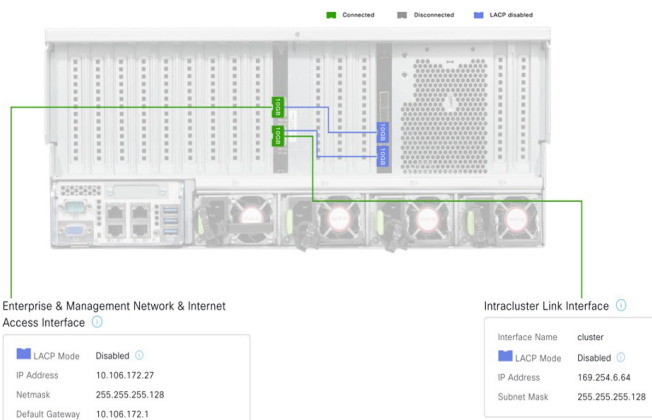 Connected Disconnected LACP disabled
10GB
10GB
10GB
10GB
Enterprise & Management Network & Internet
Access Interface
LACP Mode Disabled
IP Address 10.106.172.27
Netmask 255.255.255.128
Default Gateway 10.106.172.1
Intracluster Link Interface
Interface Name cluster
LACP Mode Disabled
IP Address 169.254.6.64
Subnet Mask 255.255.255.128